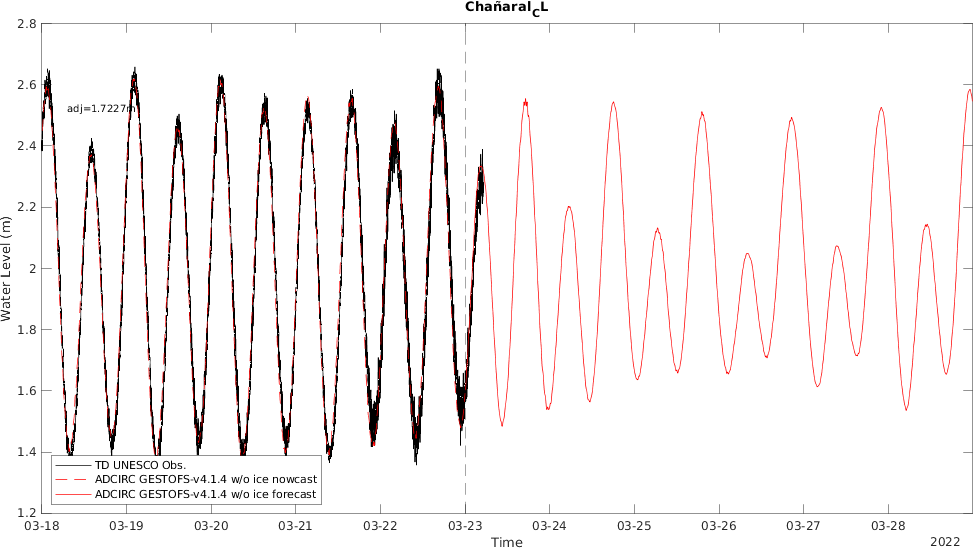 Chañaral_CL
2.8
2.6
2.4
2.2
2
1.8
1.6
1.4
1.2
Water Level (m)
adj=1.7227m
TD UNESCO Obs.
ADCIRC GESTOFS-v4.1.4 w/o ice nowcast
ADCIRC GESTOFS-v4.1.4 w/o ice forecast
03-18 03-19 03-20 03-21 03-22 03-23 03-24 03-25 03-26 03-27 03-28
Time
2022